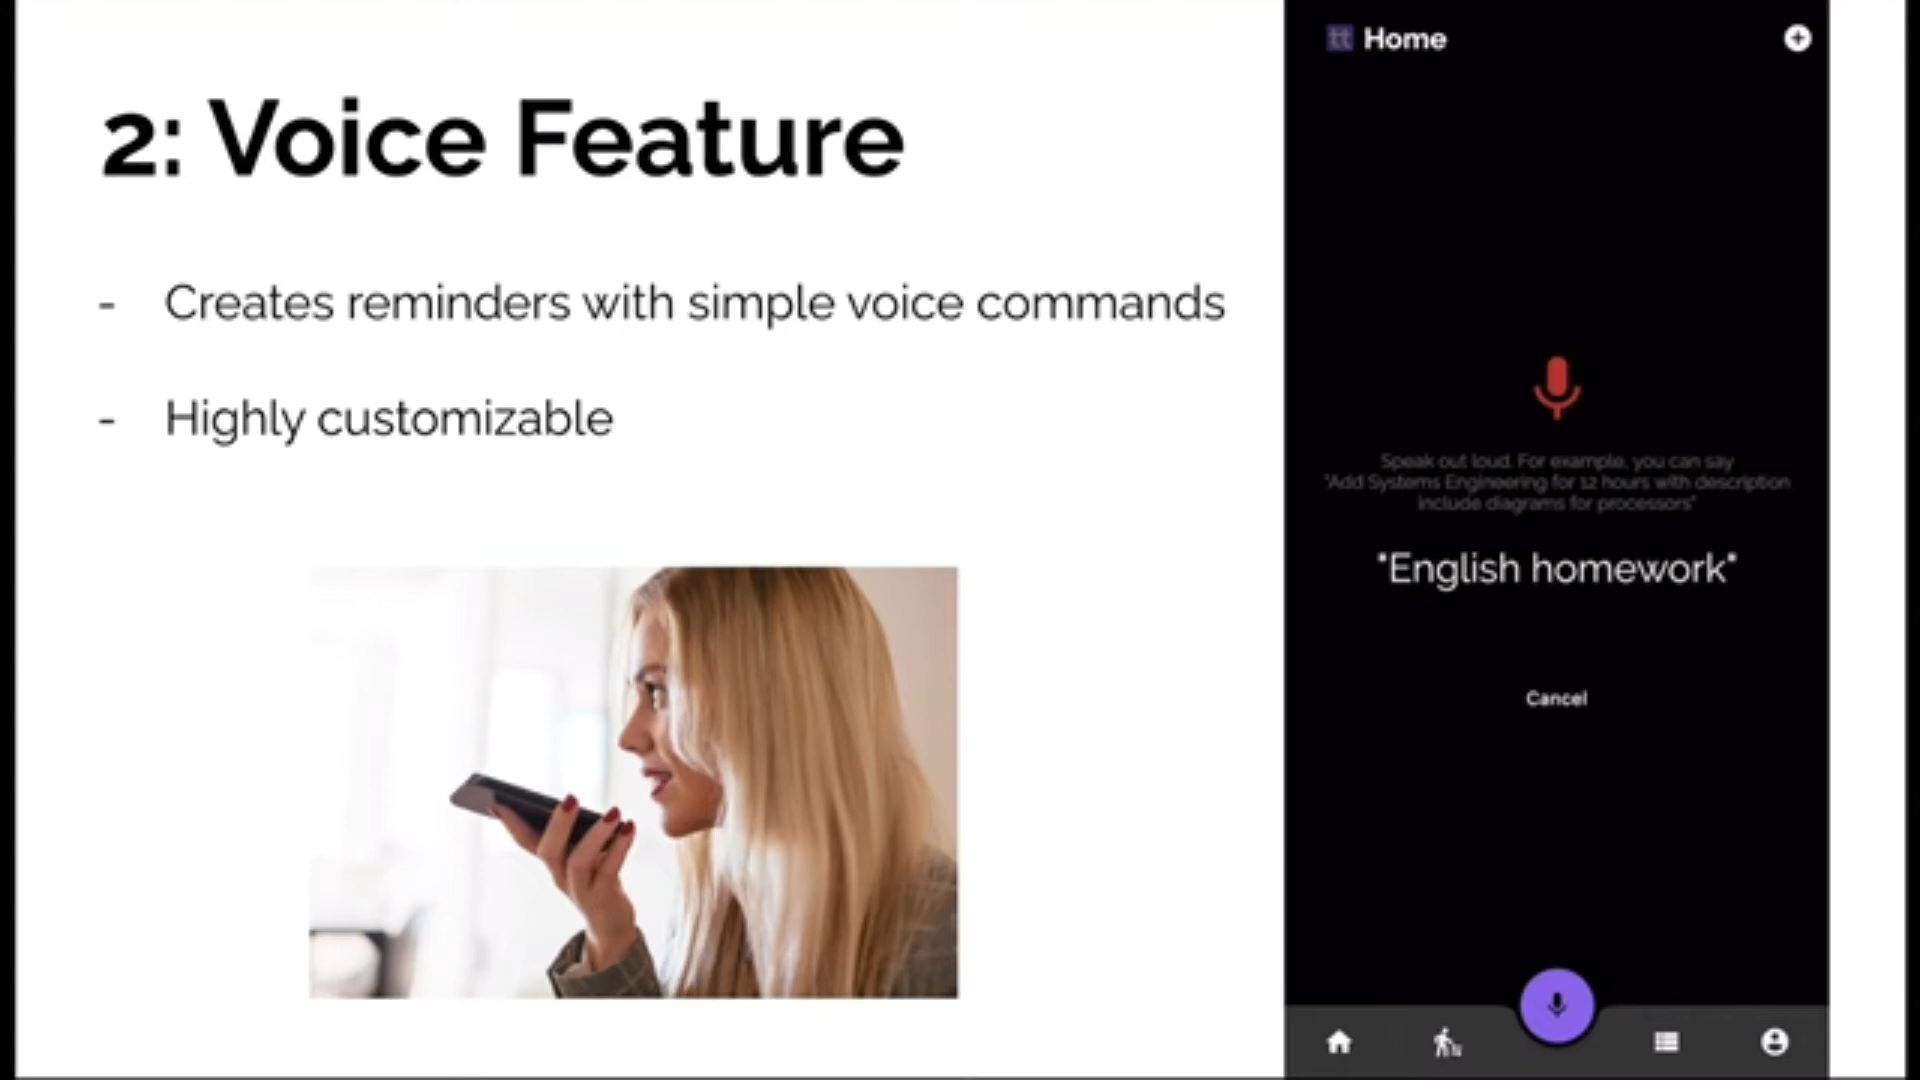 2: Voice Feature
- Creates reminders with simple voice commands
- Highly customizable
tt Home
Speak out loud. For example, you can say
"Add Systems Engineering for 12 hours with description
include diagrams for processors"
"English homework"
Cancel